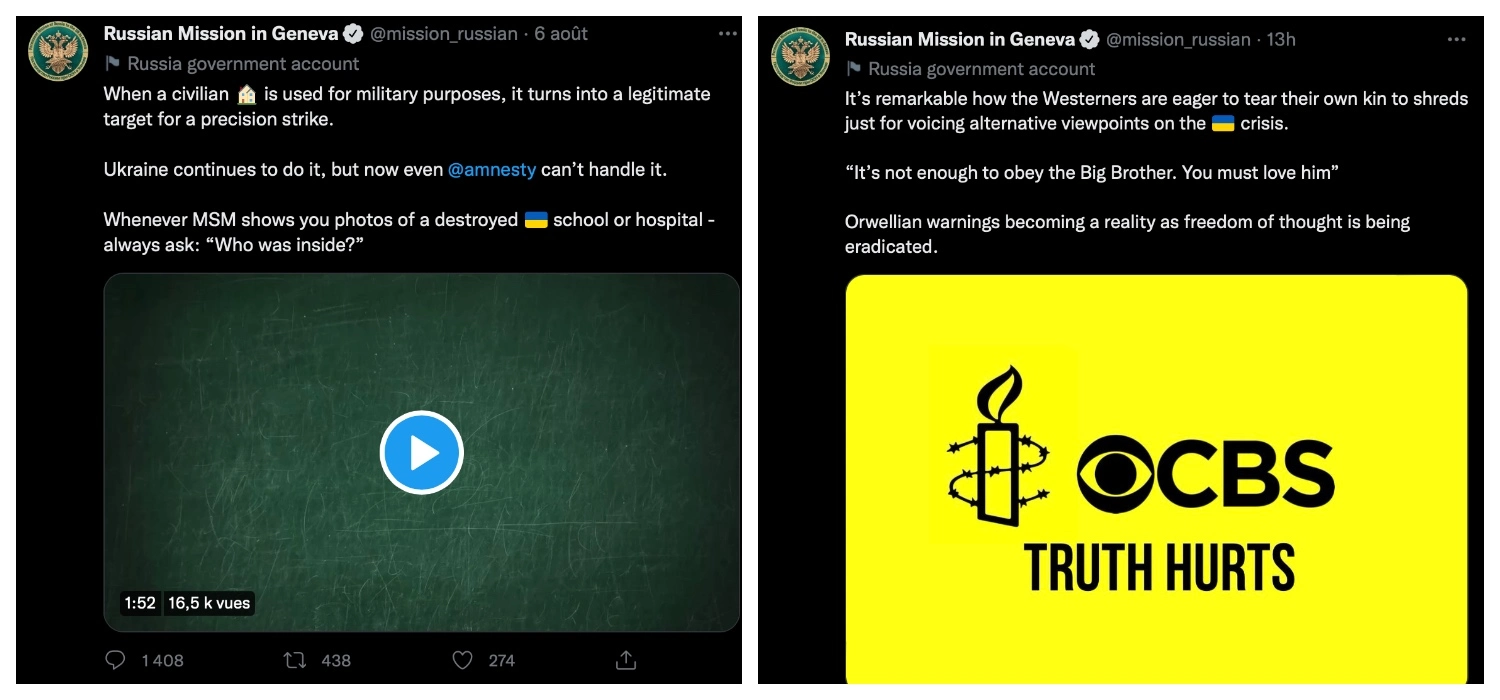 Russian Mission in Geneva @mission_russian · 6 août
Russia government account
When a civilian 🏠 is used for military purposes, it turns into a legitimate
target for a precision strike.
Ukraine continues to do it, but now even @amnesty can’t handle it.
Whenever MSM shows you photos of a destroyed 🇺🇦 school or hospital -
always ask: “Who was inside?”
1:52 16,5 k vues
1 408 438 274
Russian Mission in Geneva @mission_russian · 13h
Russia government account
It’s remarkable how the Westerners are eager to tear their own kin to shreds
just for voicing alternative viewpoints on the 🇺🇦 crisis.
“It’s not enough to obey the Big Brother. You must love him”
Orwellian warnings becoming a reality as freedom of thought is being
eradicated.
CBS
TRUTH HURTS